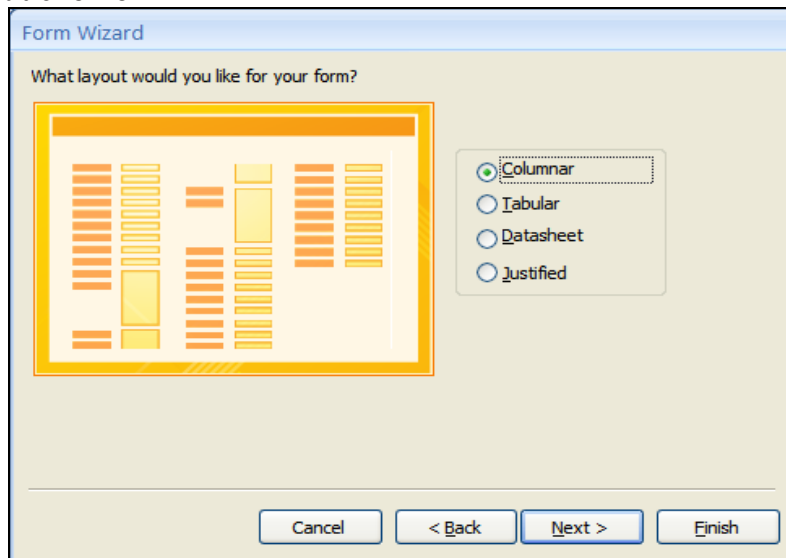 Form Wizard
What layout would you like for your form?
Columnar
Tabular
Datasheet
Justified
Cancel
< Back
Next >
Finish